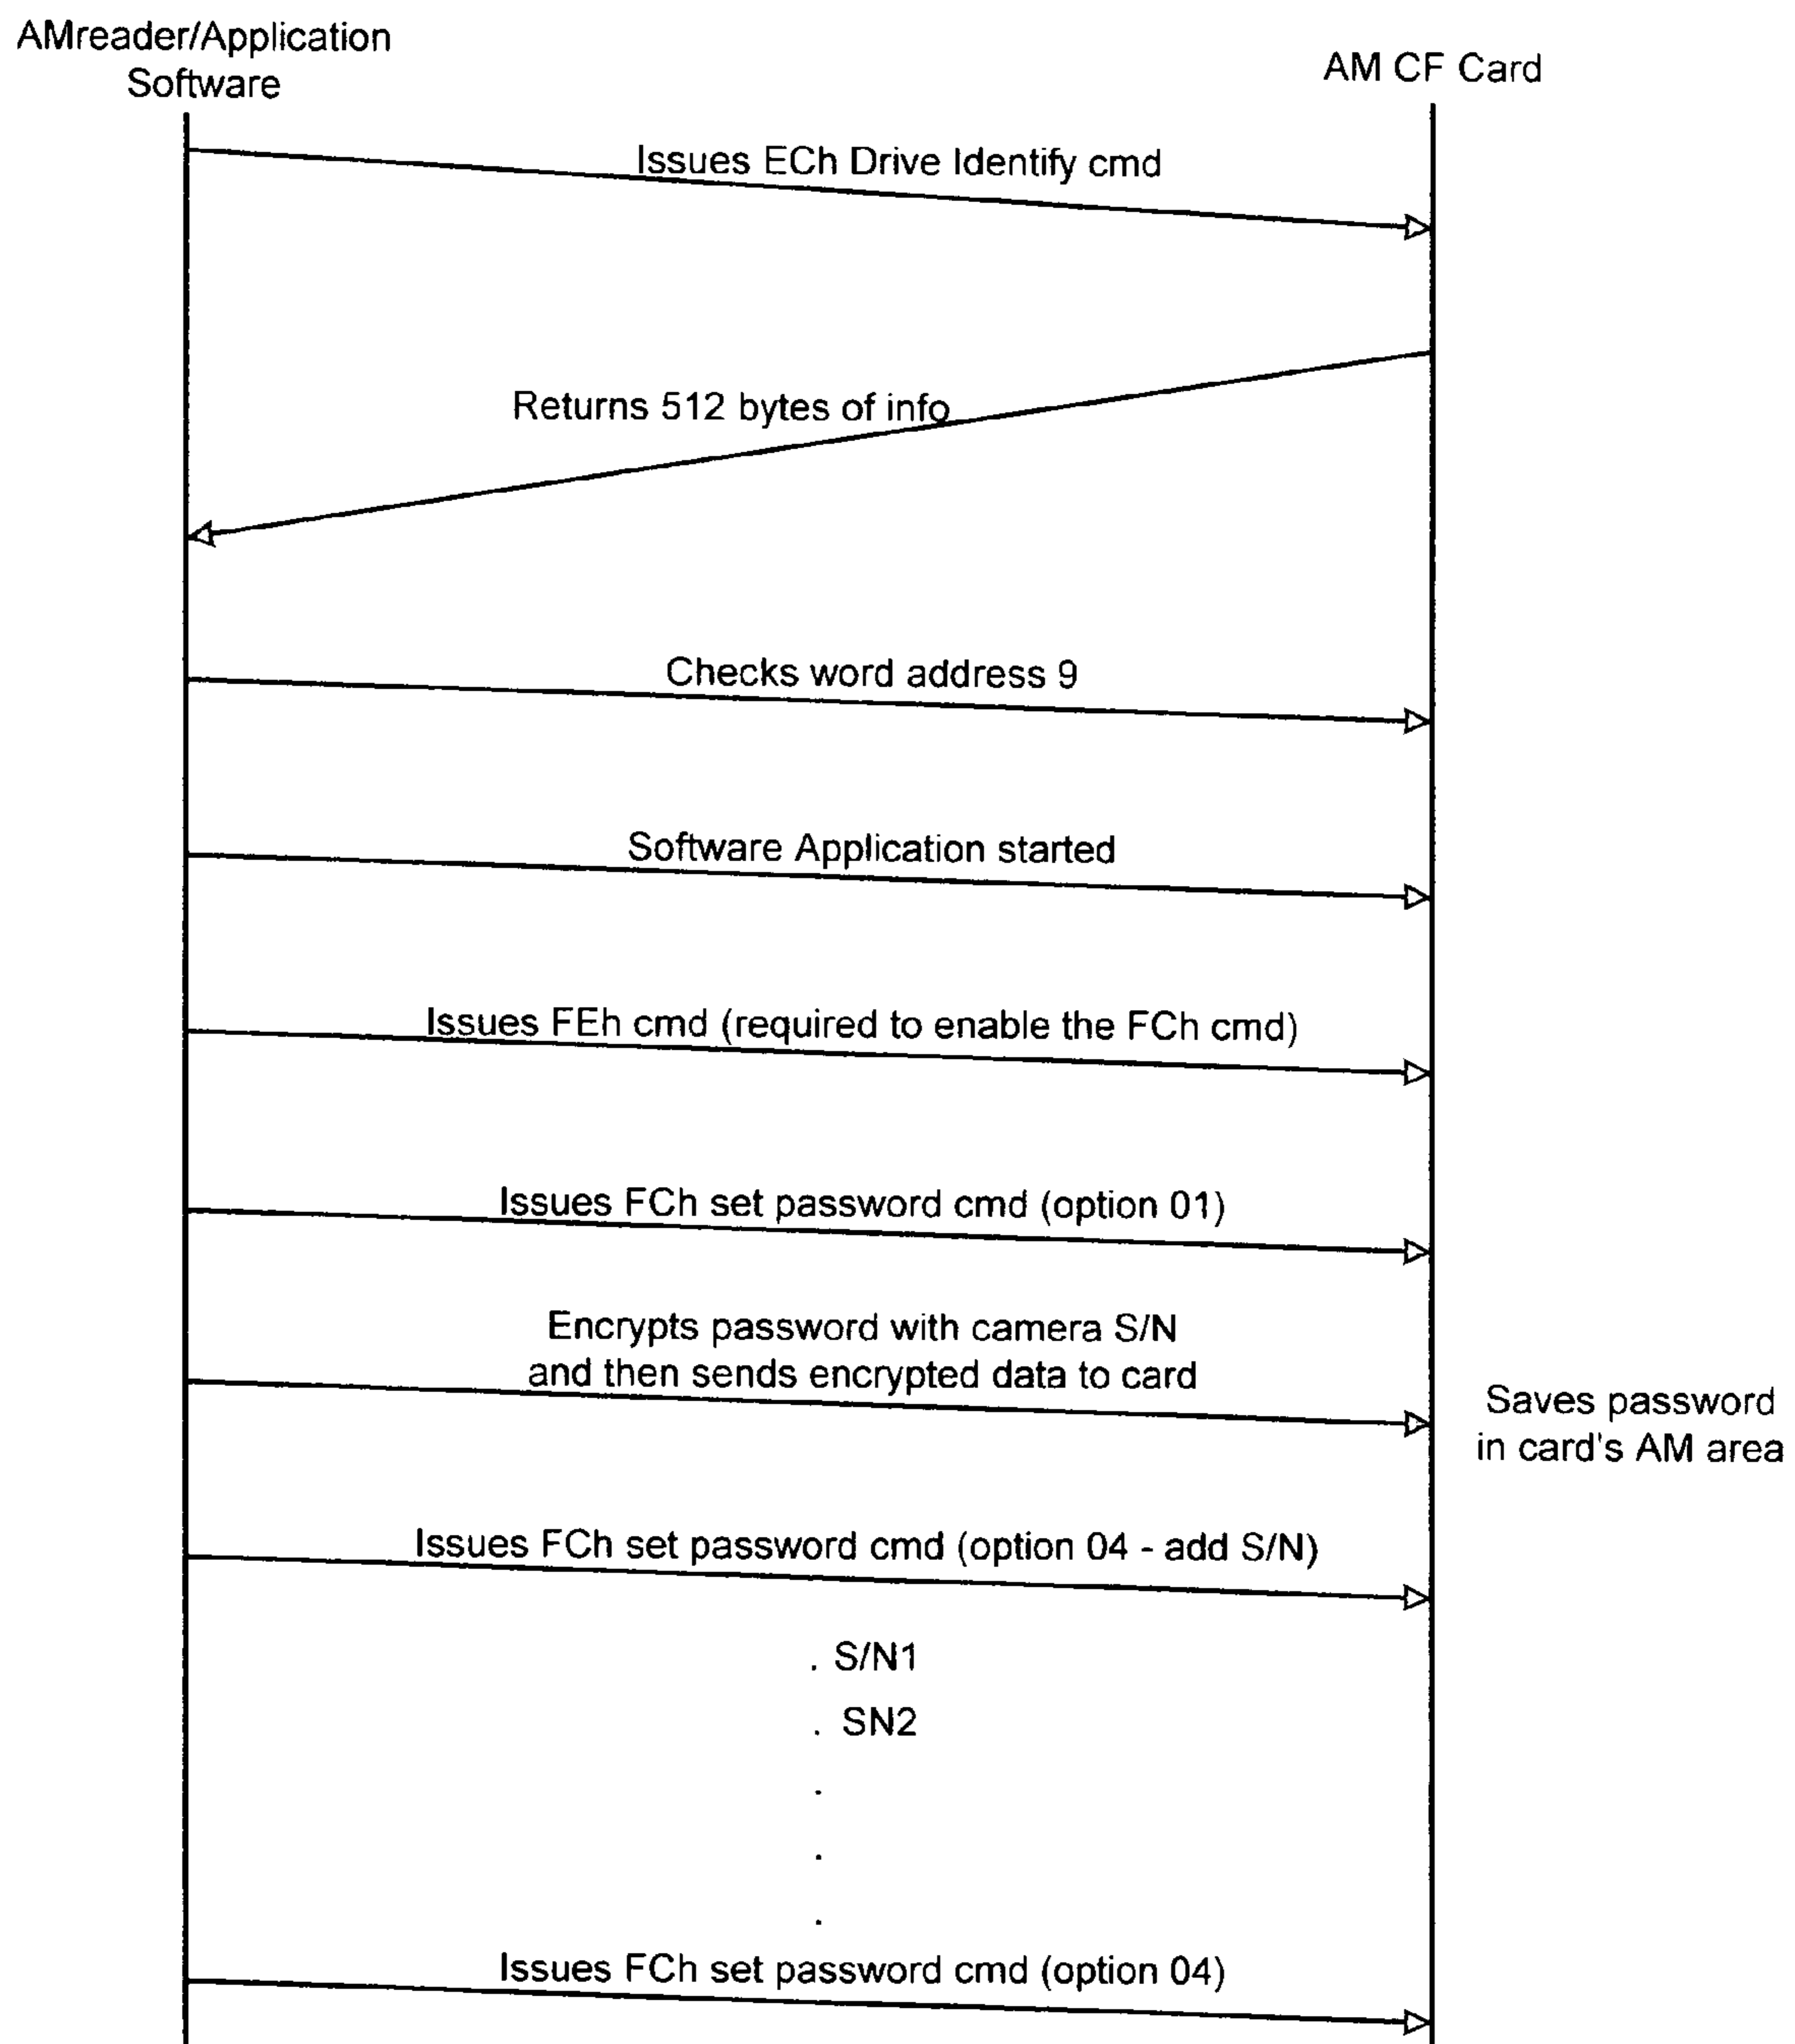 AMreader/Application
Software
AM CF Card
Issues ECh Drive Identify cmd
Returns 512 bytes of info
Checks word address 9
Software Application started
Issues FEh cmd (required to enable the FCh cmd)
Issues FCh set password cmd (option 01)
Encrypts password with camera S/N
and then sends encrypted data to card
Saves password
in card's AM area
Issues FCh set password cmd (option 04 - add S/N)
. S/N1
. SN2
.
.
.
Issues FCh set password cmd (option 04)